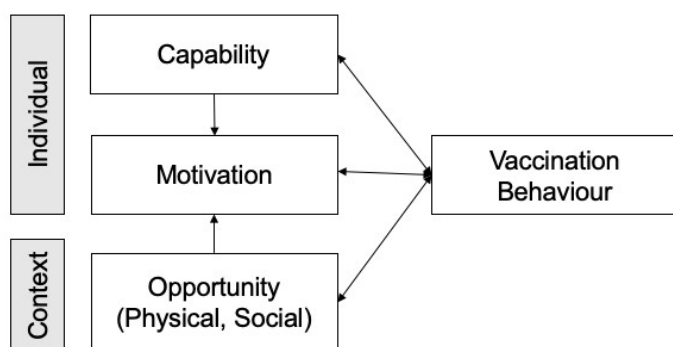 Individual
Capability
Motivation
Vaccination
Behaviour
Context
Opportunity
(Physical, Social)